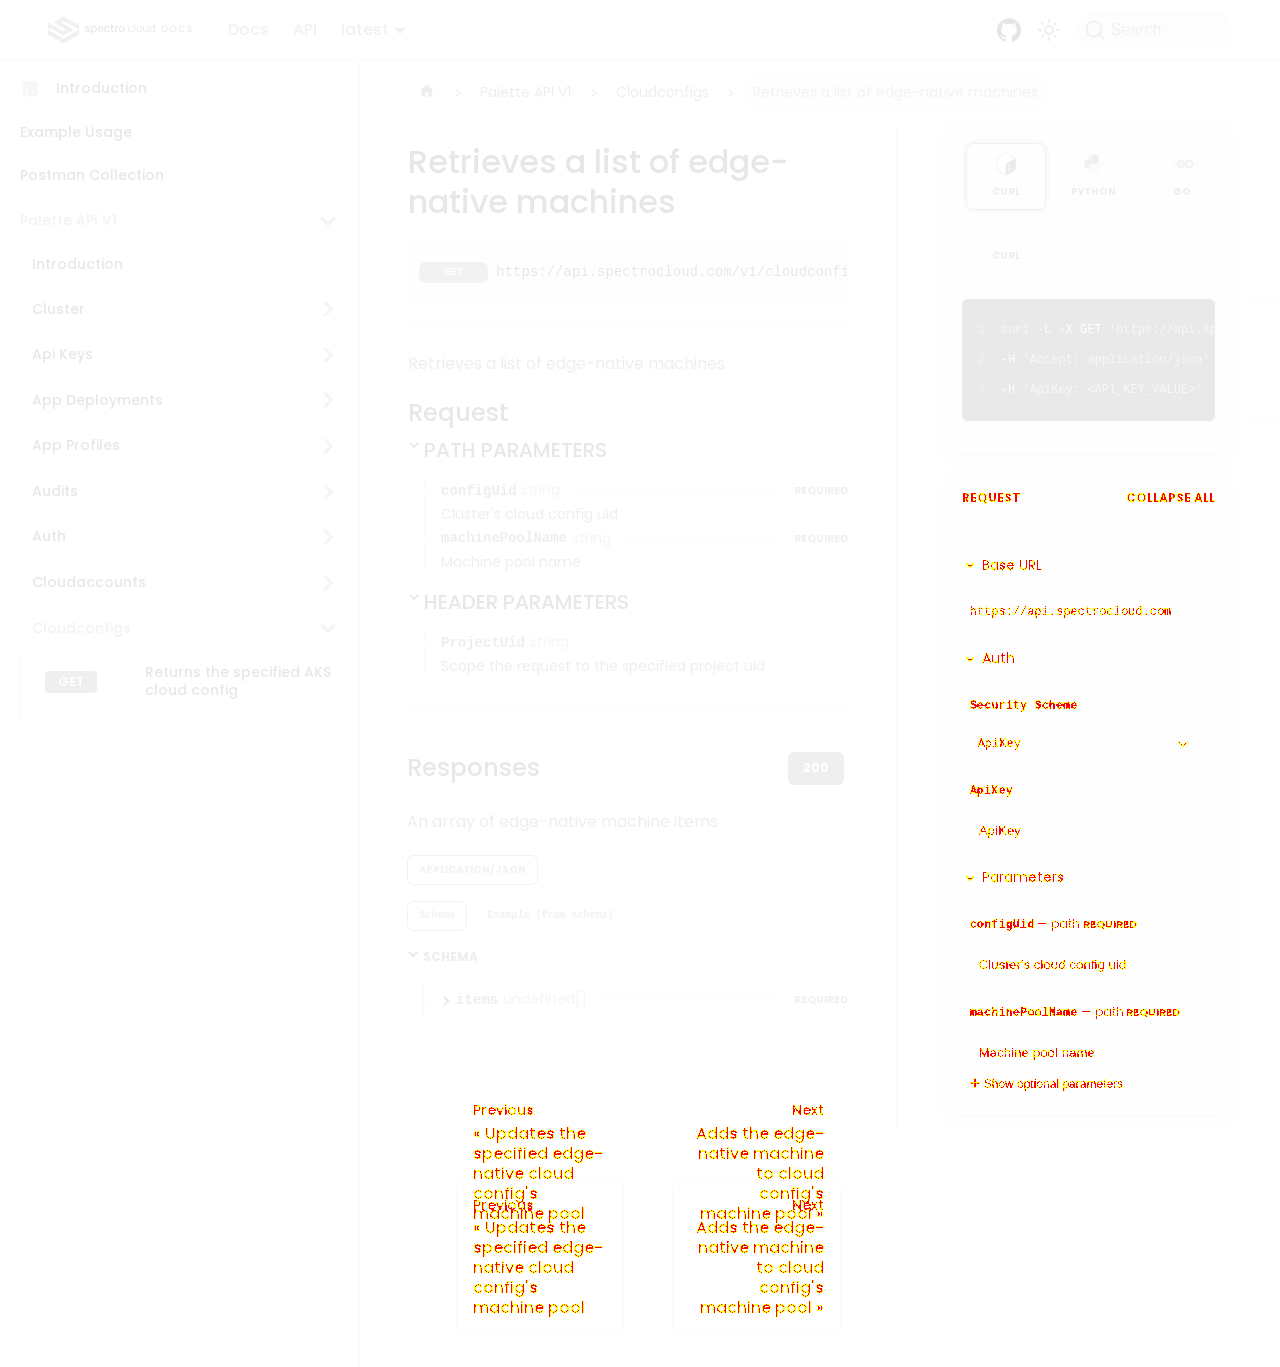 spectro cloud DOCS
Docs
API
latest
Search
Introduction
Example Usage
Postman Collection
Palette API V1
Introduction
Cluster
Api Keys
App Deployments
App Profiles
Audits
Auth
Cloudaccounts
Cloudconfigs
GET
Returns the specified AKS
cloud config
Palette API V1
Cloudconfigs
Retrieves a list of edge-native machines
Retrieves a list of edge-
native machines
GET https://api.spectrocloud.com/v1/cloudconfi
Retrieves a list of edge-native machines
Request
PATH PARAMETERS
configUid string REQUIRED
Cluster's cloud config uid
machinePoolName string REQUIRED
Machine pool name
HEADER PARAMETERS
ProjectUid string
Scope the request to the specified project uid
Responses
200
An array of edge-native machine items
APPLICATION/JSON
Schema
Example (from schema)
SCHEMA
items undefined[] REQUIRED
CURL
PYTHON
GO
CURL
1 curl -L -X GET 'https://api.sp
2 -H 'Accept: application/json'
3 -H 'ApiKey: <API_KEY_VALUE>'
REQUEST
COLLAPSE ALL
Base URL
https://api.spectrocloud.com
Auth
Security Scheme
ApiKey
ApiKey
ApiKey
Parameters
configUid — path REQUIRED
Cluster's cloud config uid
machinePoolName — path REQUIRED
Machine pool name
Show optional parameters
Previous
« Updates the
specified edge-
native cloud
config's
machine pool
Next
Adds the edge-
native machine
to cloud
config's
machine pool »
Previous
« Updates the
specified edge-
native cloud
config's
machine pool
Next
Adds the edge-
native machine
to cloud
config's
machine pool »